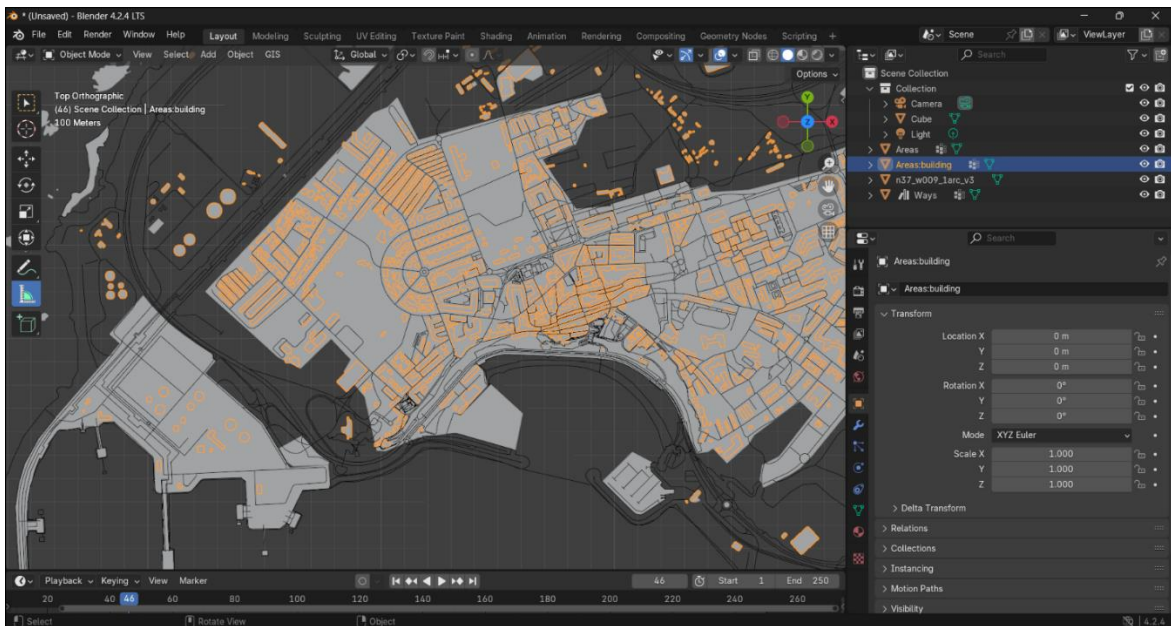 * (Unsaved) - Blender 4.2.4 LTS
File Edit Render Window Help Layout Modeling Sculpting UV Editing Texture Paint Shading Animation Rendering Compositing Geometry Nodes Scripting + Scene ViewLayer
Object Mode View Select Add Object GIS Global Search
Options
Top Orthographic
(46) Scene Collection | Areas:building
100 Meters
Y
X
Z
Scene Collection
Collection
Camera
Cube
Light
Areas
Areas:building
n37_w009_1arc_v3
Ways
Search
Areas:building
Areas:building
Transform
Location X 0 m
Y 0 m
Z 0 m
Rotation X 0°
Y 0°
Z 0°
Mode XYZ Euler
Scale X 1.000
Y 1.000
Z 1.000
Delta Transform
Relations
Collections
Instancing
Motion Paths
Visibility
Playback Keying View Marker 46 Start 1 End 250
20 40 46 60 80 100 120 140 160 180 200 220 240 260
Select Rotate View Object 4.2.4